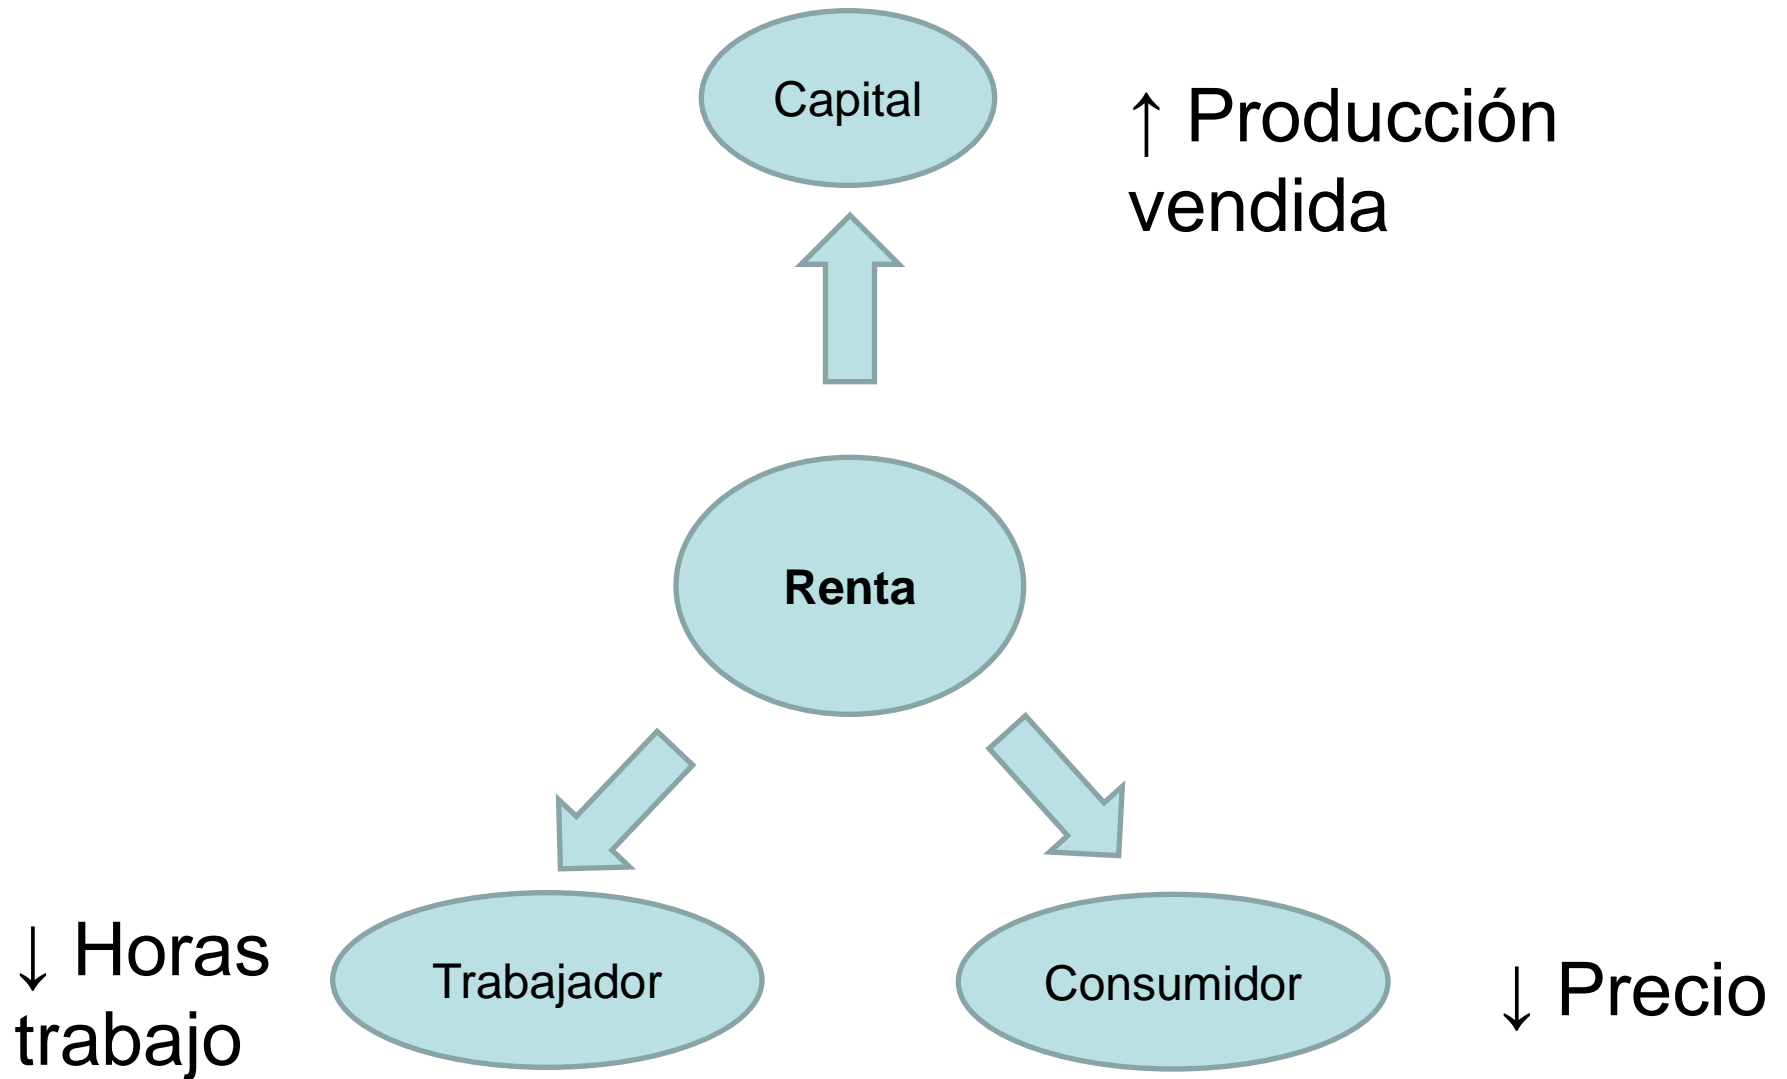 Capital
↑ Producción
vendida
Renta
↓ Horas
trabajo
Trabajador
Consumidor
↓ Precio